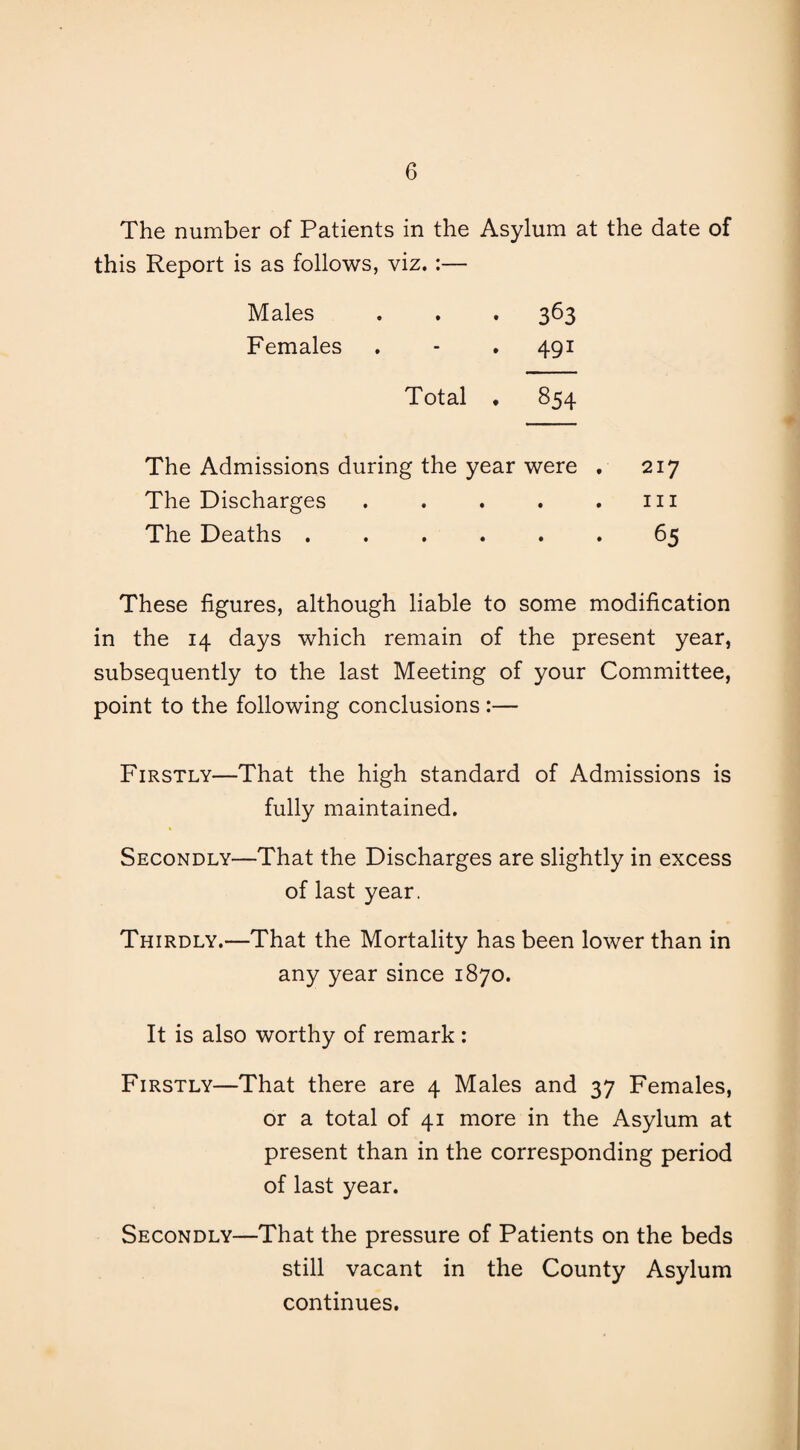 6
The number of Patients in the Asylum at the date of
this Report is as follows, viz. :—
Males . . . 363
Females . - . 491
Total . 854
The Admissions during the year were . 217
The Discharges . . . . . 111
The Deaths . . . . . . 65
These figures, although liable to some modification
in the 14 days which remain of the present year,
subsequently to the last Meeting of your Committee,
point to the following conclusions :—
Firstly—That the high standard of Admissions is
fully maintained.
Secondly—That the Discharges are slightly in excess
of last year.
Thirdly.—That the Mortality has been lower than in
any year since 1870.
It is also worthy of remark :
Firstly—That there are 4 Males and 37 Females,
or a total of 41 more in the Asylum at
present than in the corresponding period
of last year.
Secondly—That the pressure of Patients on the beds
still vacant in the County Asylum
continues.